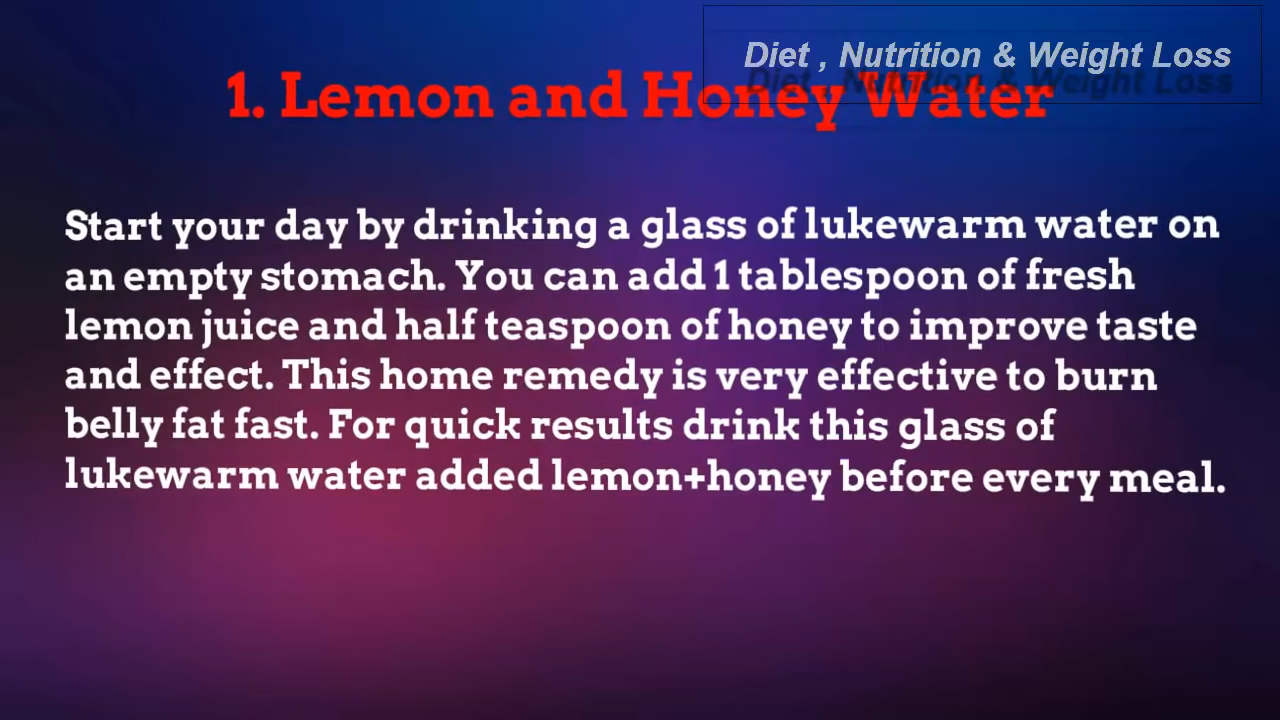 Diet , Nutrition & Weight Loss
1. Lemon and Honey Water
Start your day by drinking a glass of lukewarm water on
an empty stomach. You can add 1 tablespoon of fresh
lemon juice and half teaspoon of honey to improve taste
and effect. This home remedy is very effective to burn
belly fat fast. For quick results drink this glass of
lukewarm water added lemon+honey before every meal.